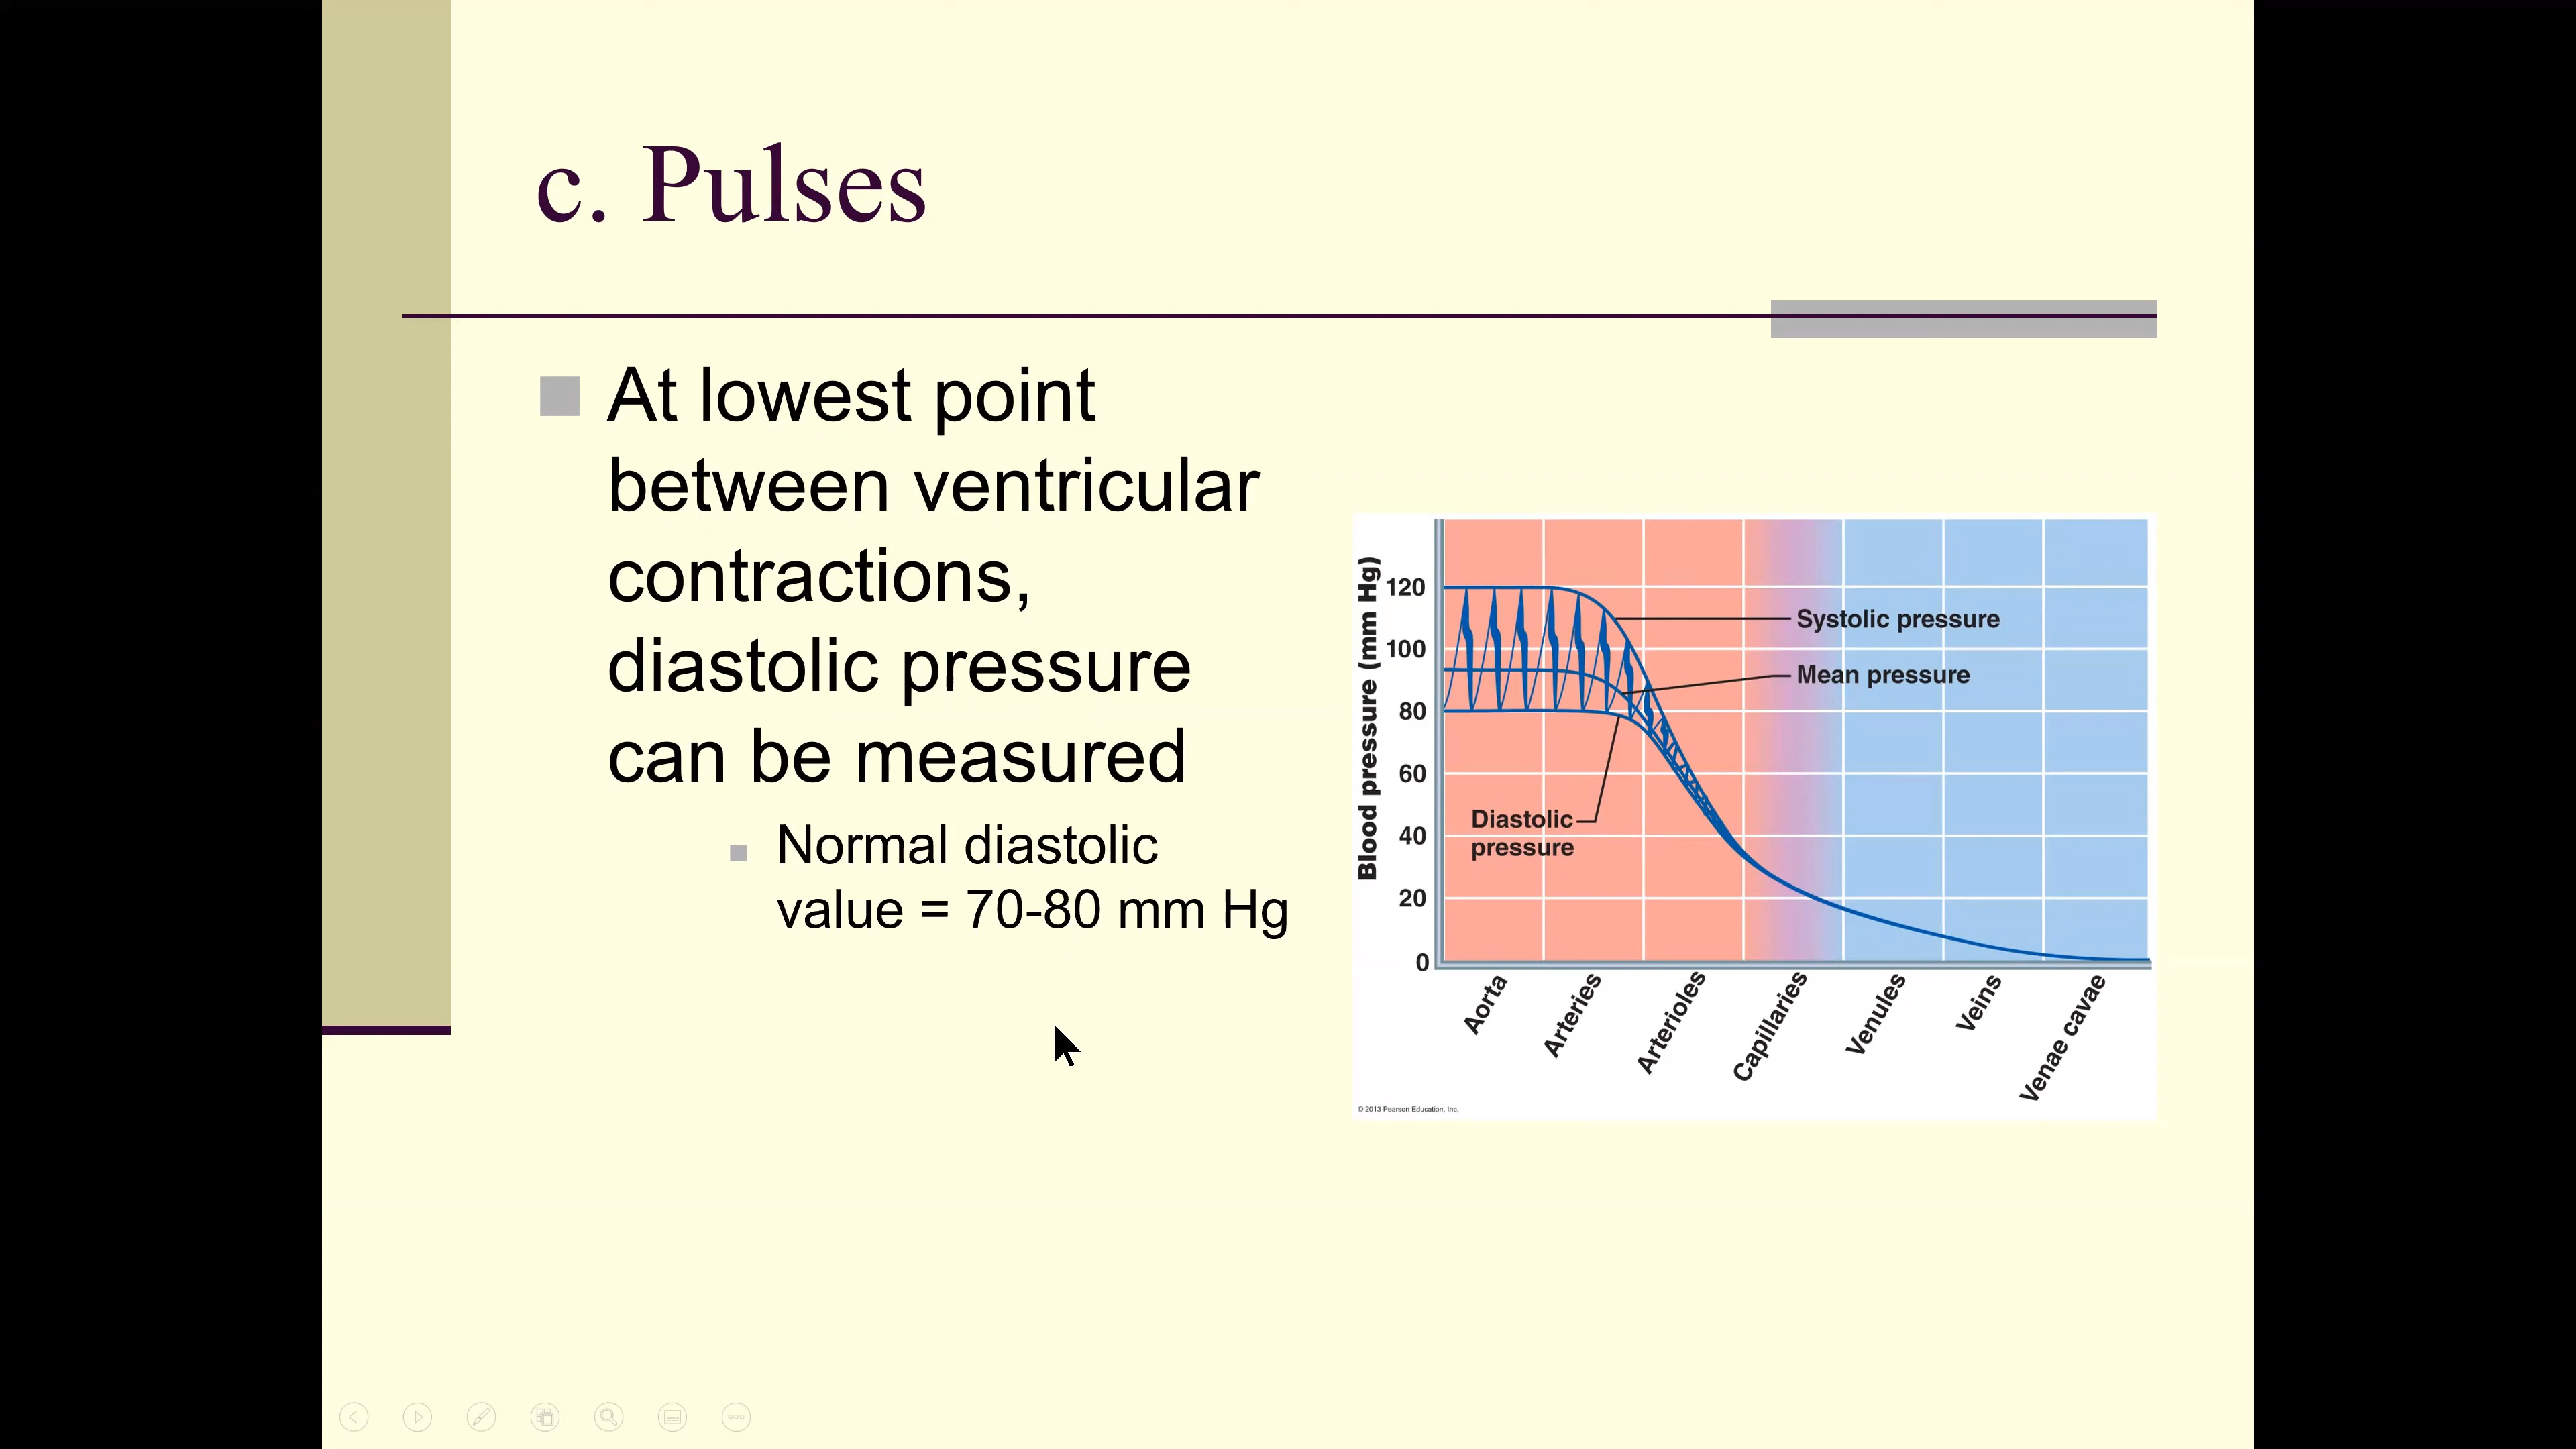 c. Pulses
At lowest point
between ventricular
contractions,
diastolic pressure
can be measured
Normal diastolic
value = 70-80 mm Hg
Blood pressure (mm Hg)
120
100
80
60
40
20
0
Systolic pressure
Mean pressure
Diastolic
pressure
Aorta
Arteries
Arterioles
Capillaries
Venules
Veins
Venae cavae
© 2013 Pearson Education, Inc.